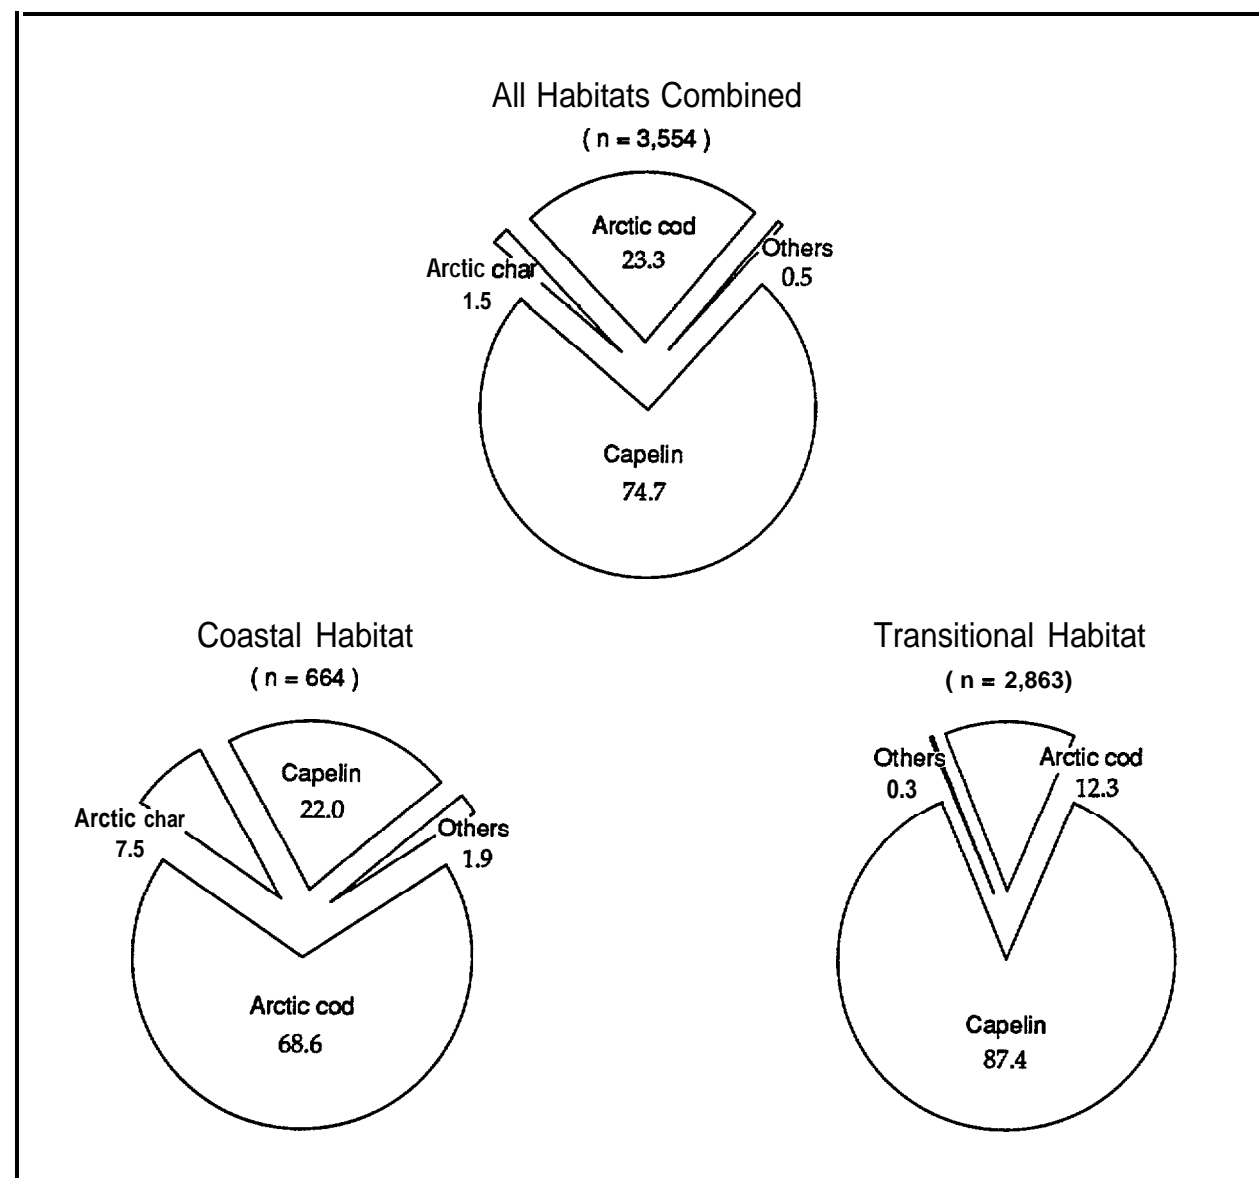 All Habitats Combined
( n = 3,554 )
Arctic cod
23.3
Others
0.5
Arctic char
1.5
Capelin
74.7
Coastal Habitat
( n = 664 )
Capelin
22.0
Arctic char
7.5
Others
1.9
Arctic cod
68.6
Transitional Habitat
( n = 2,863)
Others
0.3
Arctic cod
12.3
Capelin
87.4